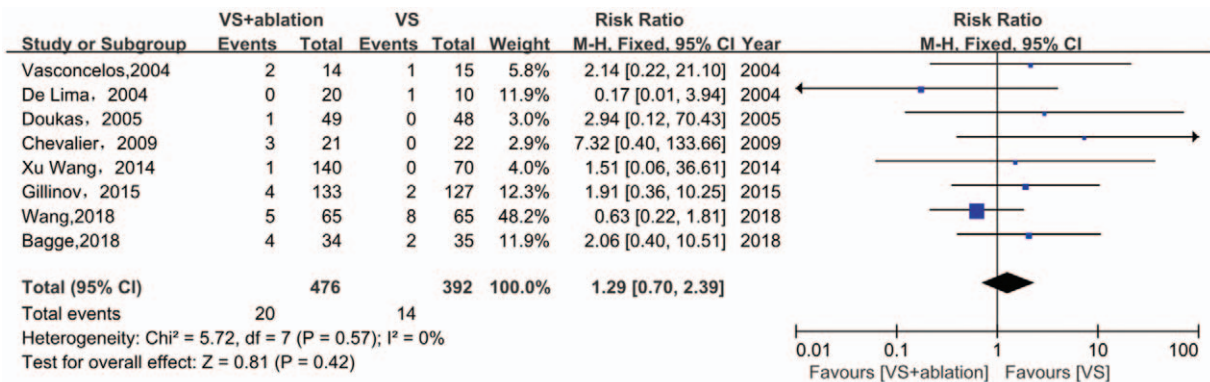 VS+ablation VS Risk Ratio Risk Ratio
Study or Subgroup Events Total Events Total Weight M-H, Fixed, 95% CI Year M-H, Fixed, 95% CI
Vasconcelos,2004 2 14 1 15 5.8% 2.14 [0.22, 21.10] 2004
De Lima，2004 0 20 1 10 11.9% 0.17 [0.01, 3.94] 2004
Doukas，2005 1 49 0 48 3.0% 2.94 [0.12, 70.43] 2005
Chevalier，2009 3 21 0 22 2.9% 7.32 [0.40, 133.66] 2009
Xu Wang，2014 1 140 0 70 4.0% 1.51 [0.06, 36.61] 2014
Gillinov，2015 4 133 2 127 12.3% 1.91 [0.36, 10.25] 2015
Wang,2018 5 65 8 65 48.2% 0.63 [0.22, 1.81] 2018
Bagge,2018 4 34 2 35 11.9% 2.06 [0.40, 10.51] 2018
Total (95% CI) 476 392 100.0% 1.29 [0.70, 2.39]
Total events 20 14
Heterogeneity: Chi² = 5.72, df = 7 (P = 0.57); I² = 0%
Test for overall effect: Z = 0.81 (P = 0.42)
0.01 0.1 1 10 100
Favours [VS+ablation] Favours [VS]